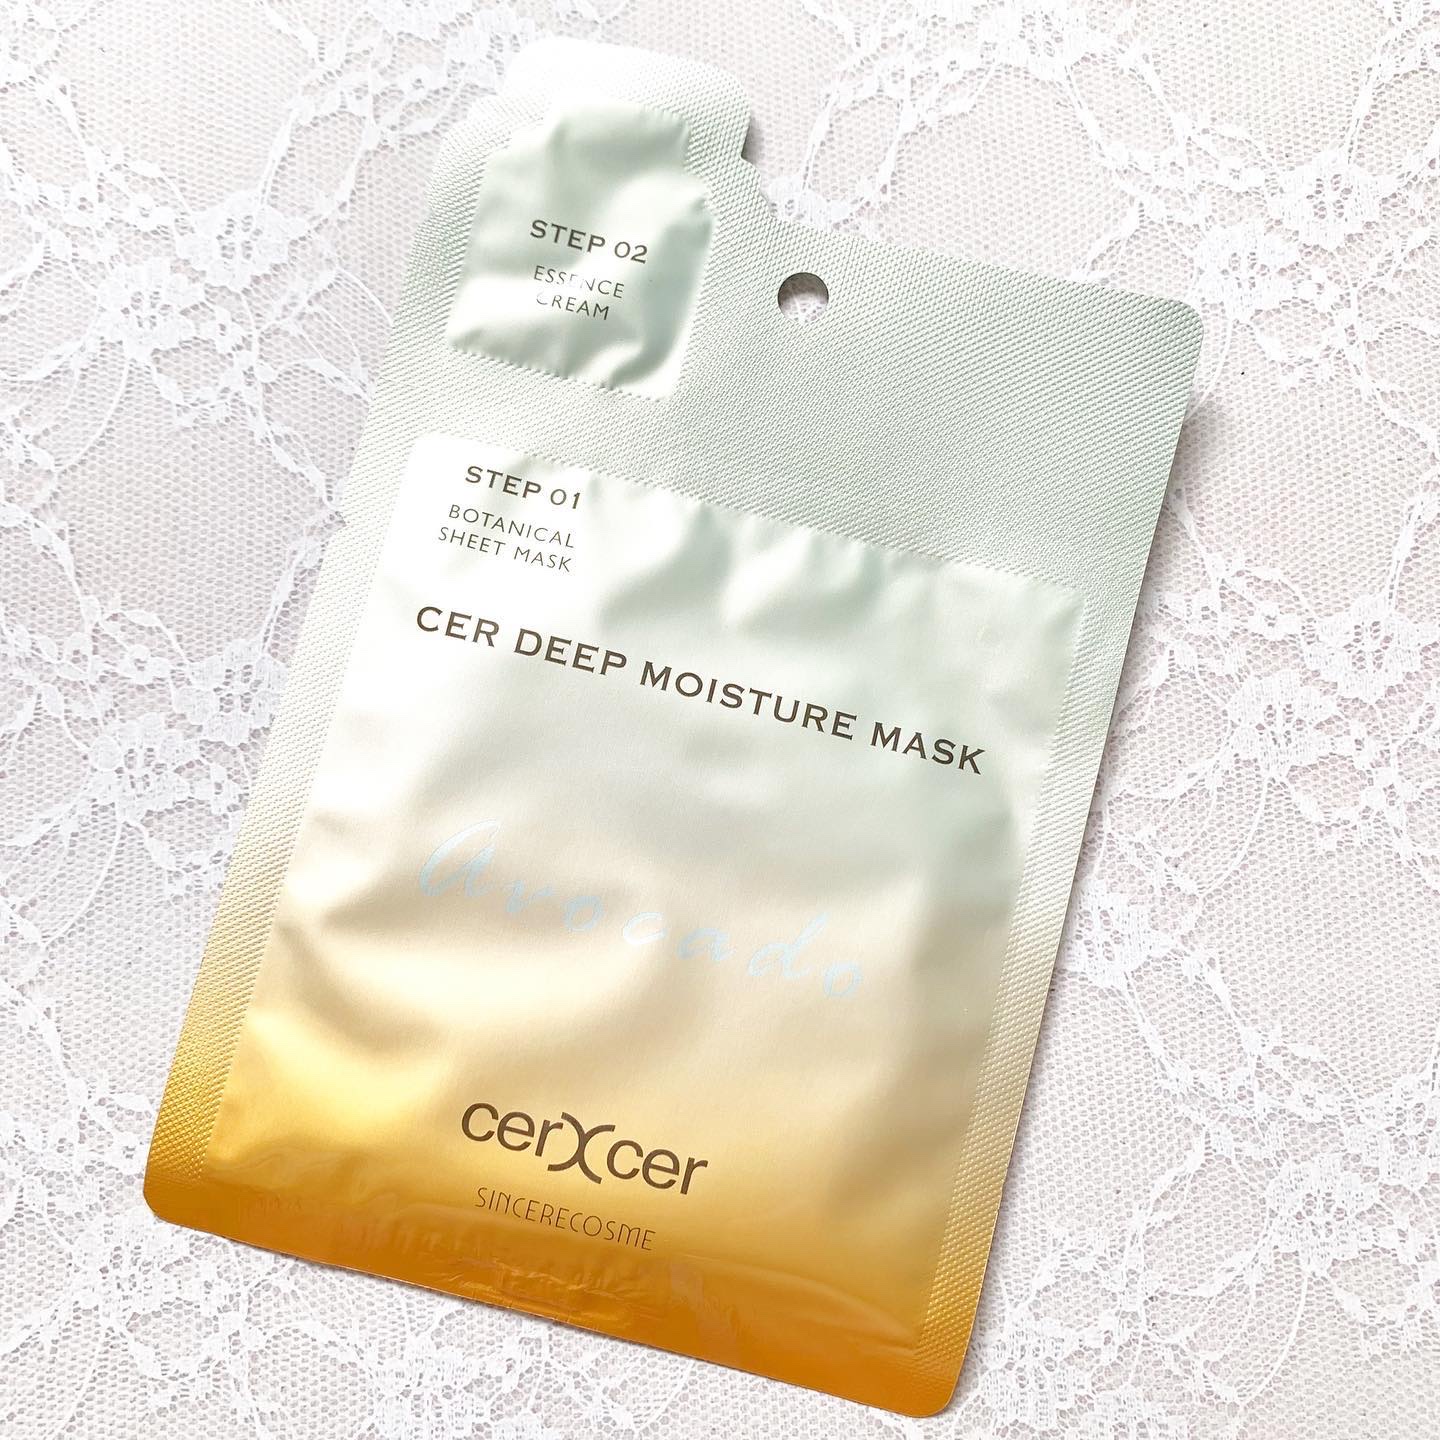 STEP 02
ESSENCE
CREAM
STEP 01
BOTANICAL
SHEET MASK
CER DEEP MOISTURE MASK
Avocado
cerXcer
SINCERECOSME